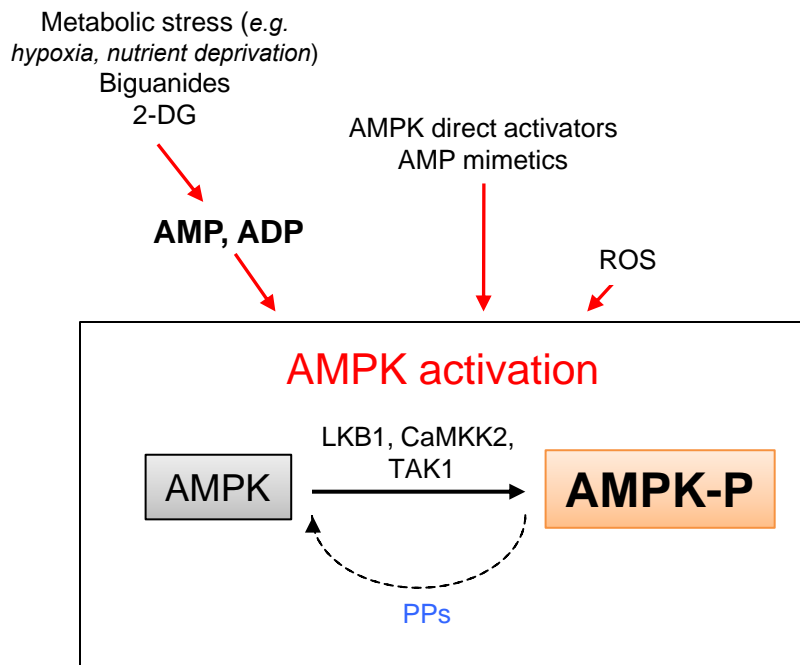 Metabolic stress (e.g.
hypoxia, nutrient deprivation)
Biguanides
2-DG
AMPK direct activators
AMP mimetics
AMP, ADP
ROS
AMPK activation
LKB1, CaMKK2,
TAK1
AMPK
AMPK-P
PPs